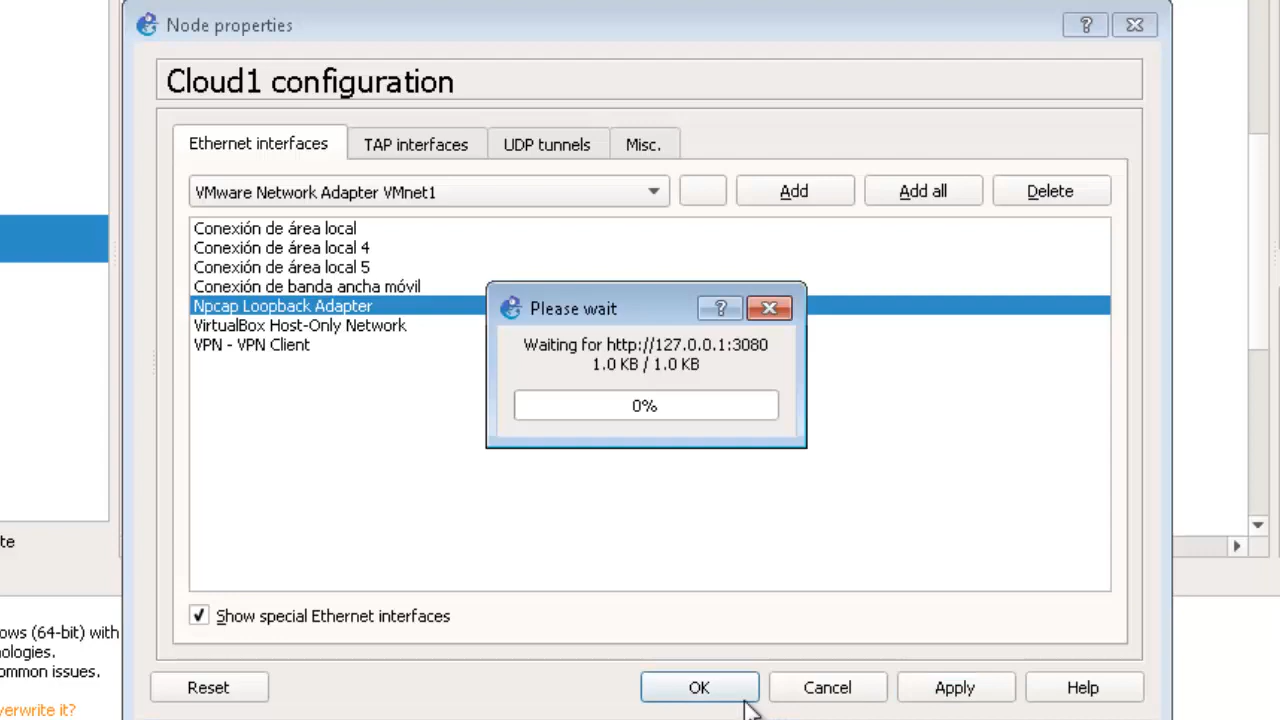 Node properties
Cloud1 configuration
Ethernet interfaces TAP interfaces UDP tunnels Misc.
VMware Network Adapter VMnet1 Add Add all Delete
Conexión de área local
Conexión de área local 4
Conexión de área local 5
Conexión de banda ancha móvil
Npcap Loopback Adapter
VirtualBox Host-Only Network
VPN - VPN Client
Please wait
Waiting for http://127.0.0.1:3080
1.0 KB / 1.0 KB
0%
Show special Ethernet interfaces
Reset OK Cancel Apply Help
te
ows (64-bit) with
ologies.
ommon issues.
verwrite it?